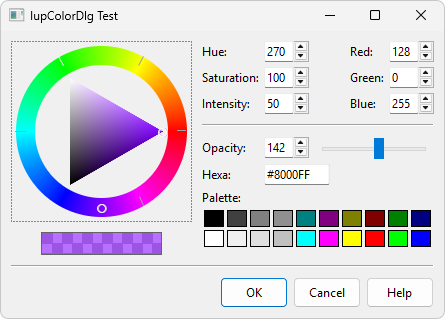 IupColorDlg Test
Hue: 270 Red: 128
Saturation: 100 Green: 0
Intensity: 50 Blue: 255
Opacity: 142
Hexa: #8000FF
Palette:
OK Cancel Help